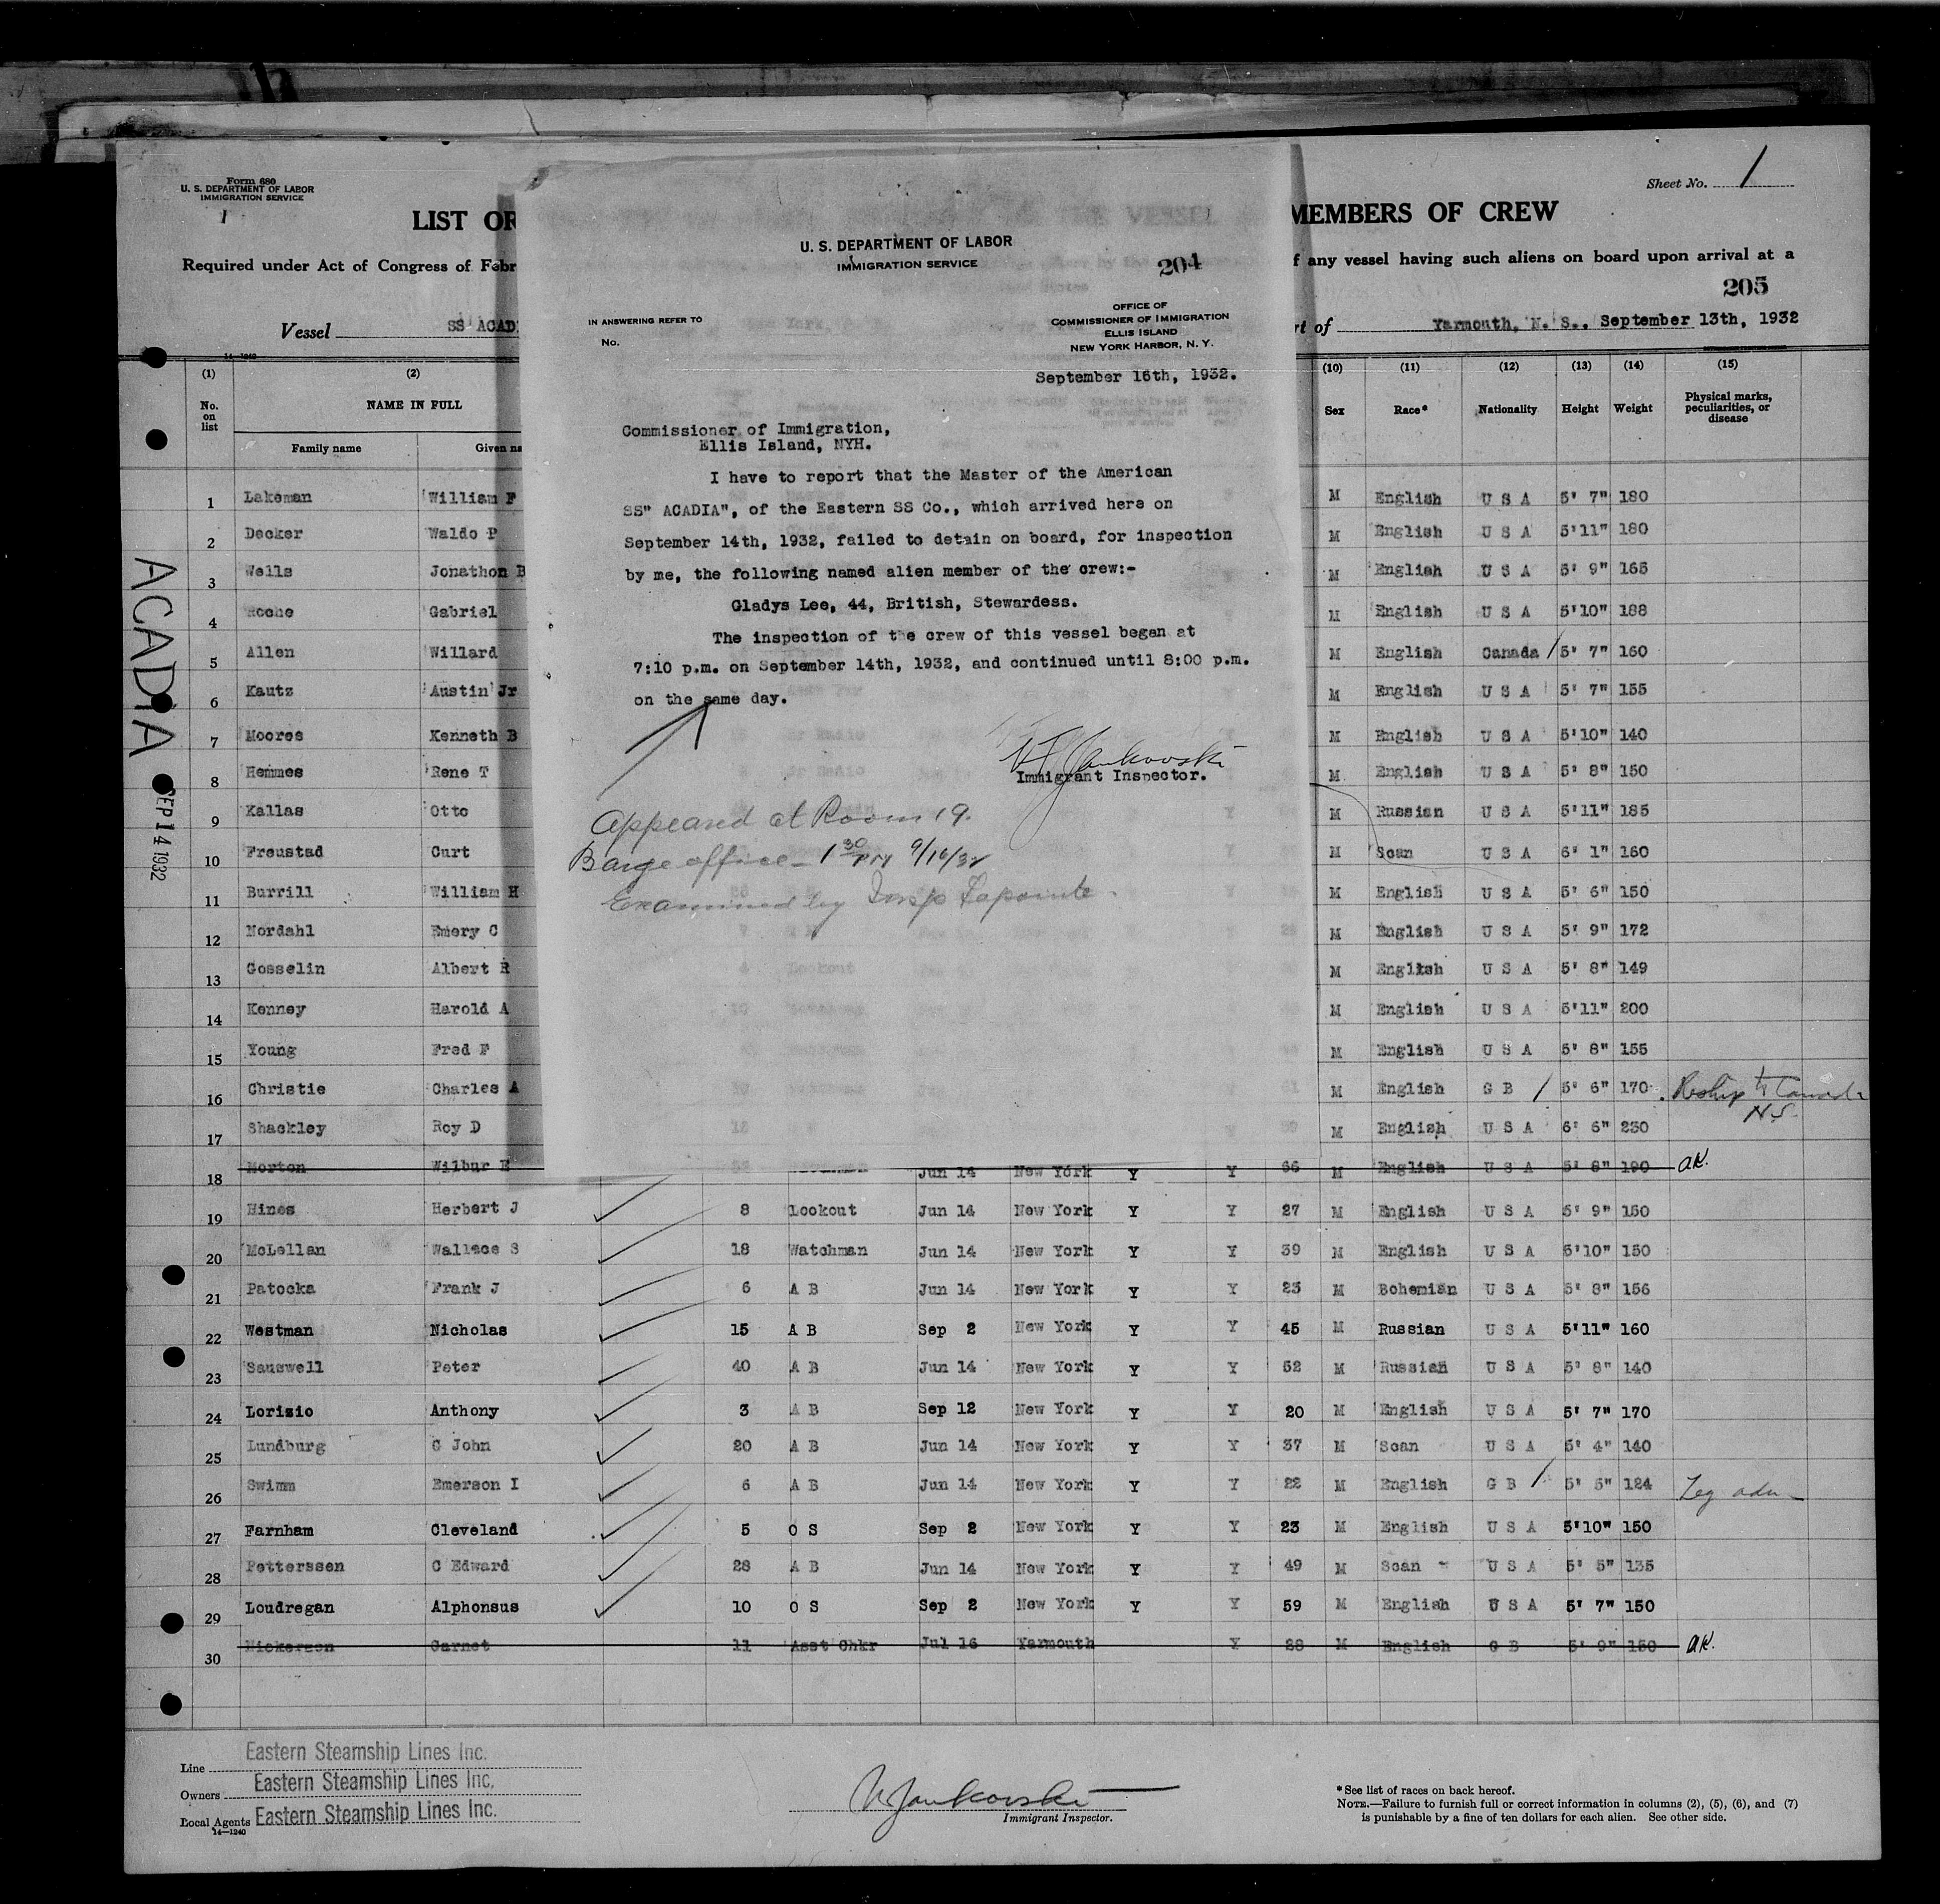 Form 680
U. S. DEPARTMENT OF LABOR
IMMIGRATION SERVICE
1
Sheet No. 1
LIST OR
MEMBERS OF CREW
Required under Act of Congress of Febr
f any vessel having such aliens on board upon arrival at a
205
Vessel SS ACADI
rt of Yarmouth, N. S., September 13th, 1932
U. S. DEPARTMENT OF LABOR
IMMIGRATION SERVICE
204
IN ANSWERING REFER TO
No.
OFFICE OF
COMMISSIONER OF IMMIGRATION
ELLIS ISLAND
NEW YORK HARBOR, N. Y.
September 16th, 1932.
Commissioner of Immigration,
Ellis Island, NYH.
I have to report that the Master of the American
SS" ACADIA", of the Eastern SS Co., which arrived here on
September 14th, 1932, failed to detain on board, for inspection
by me, the following named alien member of the crew:-
Gladys Lee, 44, British, Stewardess.
The inspection of the crew of this vessel began at
7:10 p.m. on September 14th, 1932, and continued until 8:00 p.m.
on the same day.
Jankovski
Immigrant Inspector.
Appeared at Room 19.
Barge office - 1 30 PM 9/16/32
Examined by Insp Lapointe.
14-1240
(1) (2) (10) (11) (12) (13) (14) (15)
No. on list NAME IN FULL Sex Race* Nationality Height Weight Physical marks, peculiarities, or disease
Family name Given na
1 Lakeman William F M English U S A 5' 7" 180
2 Decker Waldo P M English U S A 5'11" 180
3 Wells Jonathon B M English U S A 5' 9" 165
4 Roche Gabriel M English U S A 5'10" 188
5 Allen Willard M English Canada / 5' 7" 160
6 Kautz Austin Jr M English U S A 5' 7" 155
7 Moores Kenneth B M English U S A 5'10" 140
8 Hemmes Rene T M English U S A 5' 8" 150
9 Kallas Otto M Russian U S A 5'11" 185
10 Freustad Curt M Scan U S A 6' 1" 160
11 Burrill William H M English U S A 5' 6" 150
12 Nordahl Emery C M English U S A 5' 9" 172
13 Gosselin Albert R M English U S A 5' 8" 149
14 Kenney Harold A M English U S A 5'11" 200
15 Young Fred F M English U S A 5' 8" 155
16 Christie Charles A M English G B / 5' 6" 170 Reship to Canada N.S.
17 Shackley Roy D M English U S A 6' 6" 230
18 Morton Wilbur E Jun 14 New York Y Y 66 M English U S A 5' 8" 190 
19 Hines Herbert J 8 Lookout Jun 14 New York Y Y 27 M English U S A 5' 9" 150
20 McLellan Wallace S 18 Watchman Jun 14 New York Y Y 39 M English U S A 5'10" 150
21 Patocka Frank J 6 A B Jun 14 New York Y Y 23 M Bohemian U S A 5' 8" 156
22 Westman Nicholas 15 A B Sep 2 New York Y Y 45 M Russian U S A 5'11" 160
23 Sauswell Peter 40 A B Jun 14 New York Y Y 52 M Russian U S A 5' 8" 140
24 Lorizio Anthony 3 A B Sep 12 New York Y Y 20 M English U S A 5' 7" 170
25 Lundburg C John 20 A B Jun 14 New York Y Y 37 M Scan U S A 5' 4" 140
26 Swimm Emerson I 6 A B Jun 14 New York Y Y 22 M English G B / 5' 5" 124
27 Farnham Cleveland 5 O S Sep 2 New York Y Y 23 M English U S A 5'10" 150
28 Petterssen C Edward 28 A B Jun 14 New York Y Y 49 M Scan U S A 5' 5" 135
29 Loudregan Alphonsus 10 O S Sep 2 New York Y Y 59 M English U S A 5' 7" 150
30 Nickerson Garnet 11 Asst Chkr Jul 16 Yarmouth Y 28 M English G B 5' 9" 150
ACADIA
SEP 14 1932
Line Eastern Steamship Lines Inc.
Owners Eastern Steamship Lines Inc.
Local Agents Eastern Steamship Lines Inc.
14-1240
Jankovski
Immigrant Inspector.
*See list of races on back hereof.
NOTE.—Failure to furnish full or correct information in columns (2), (5), (6), and (7)
is punishable by a fine of ten dollars for each alien. See other side.